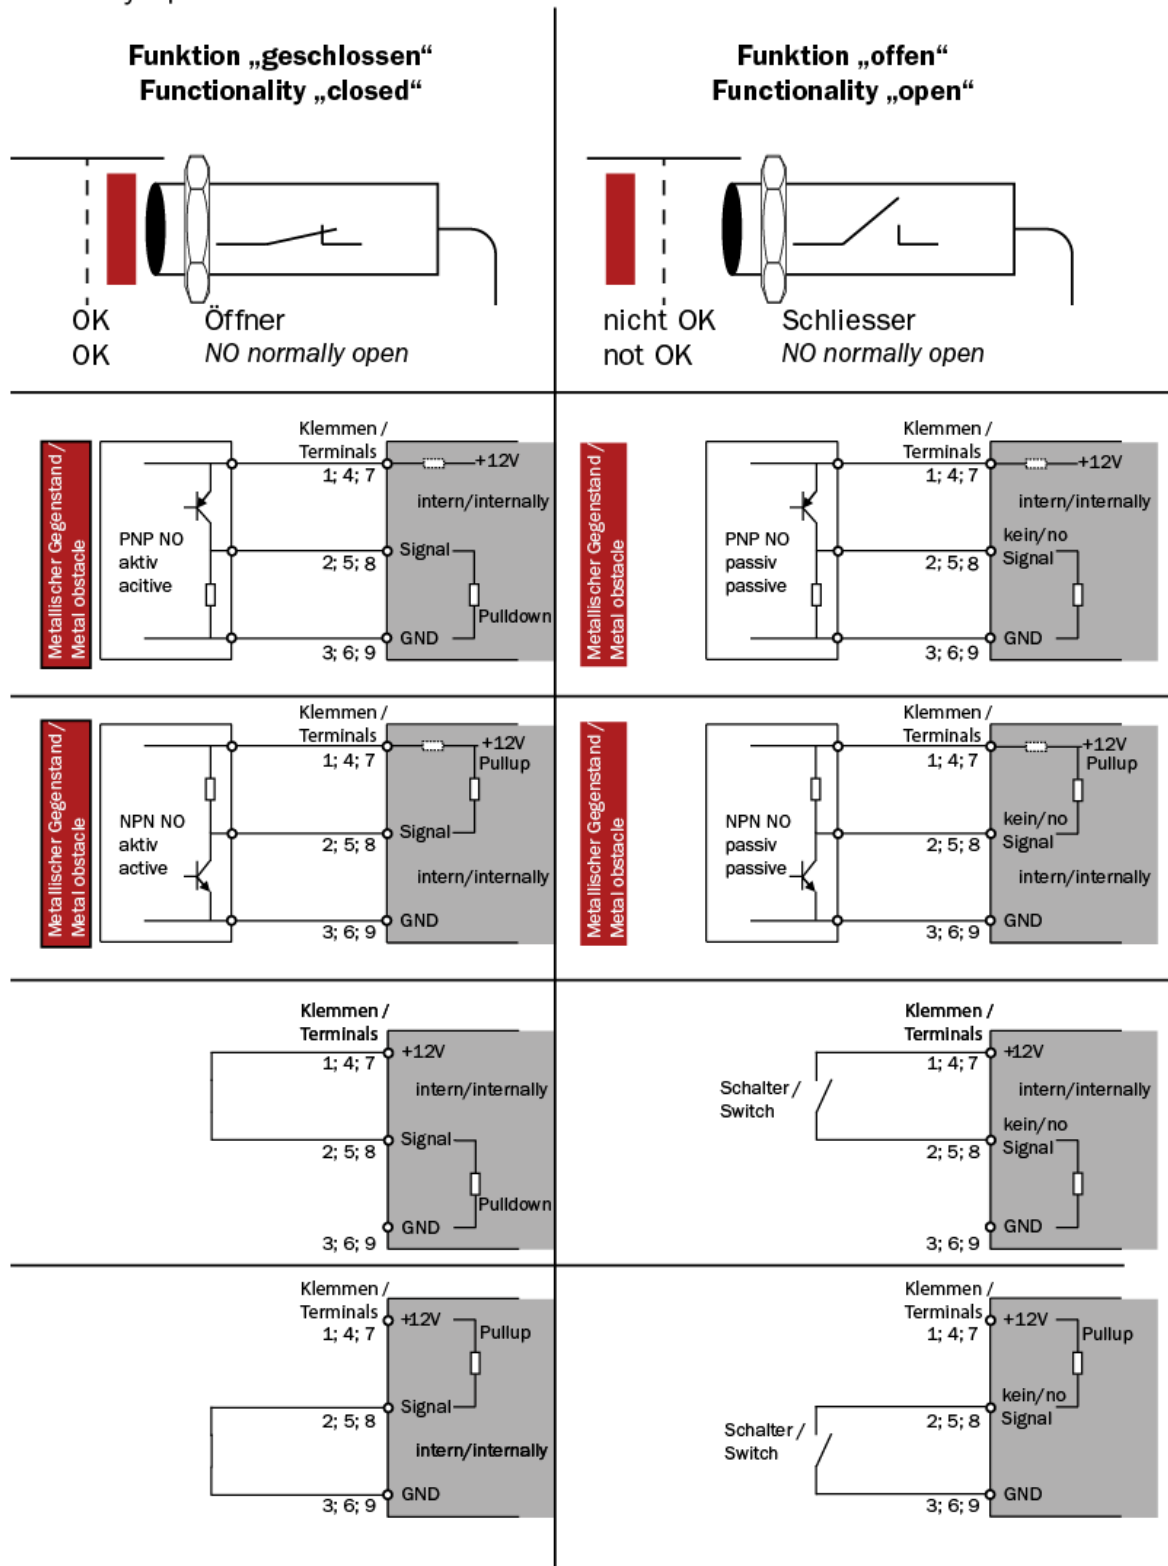 Funktion „geschlossen“
Functionality „closed“
Funktion „offen“
Functionality „open“
OK
OK
Öffner
NO normally open
nicht OK
not OK
Schliesser
NO normally open
Metallischer Gegenstand /
Metal obstacle
PNP NO
aktiv
acitive
Klemmen /
Terminals
1; 4; 7
+12V
intern/internally
Signal
2; 5; 8
Pulldown
GND
3; 6; 9
Metallischer Gegenstand /
Metal obstacle
PNP NO
passiv
passive
Klemmen /
Terminals
1; 4; 7
+12V
intern/internally
kein/no
Signal
2; 5; 8
GND
3; 6; 9
Metallischer Gegenstand /
Metal obstacle
NPN NO
aktiv
active
Klemmen /
Terminals
1; 4; 7
+12V
Pullup
Signal
2; 5; 8
intern/internally
GND
3; 6; 9
Metallischer Gegenstand /
Metal obstacle
NPN NO
passiv
passive
Klemmen /
Terminals
1; 4; 7
+12V
Pullup
kein/no
Signal
2; 5; 8
intern/internally
GND
3; 6; 9
Klemmen /
Terminals
1; 4; 7
+12V
intern/internally
Signal
2; 5; 8
Pulldown
GND
3; 6; 9
Schalter /
Switch
Klemmen /
Terminals
1; 4; 7
+12V
intern/internally
kein/no
Signal
2; 5; 8
GND
3; 6; 9
Klemmen /
Terminals
1; 4; 7
+12V
Pullup
Signal
2; 5; 8
intern/internally
GND
3; 6; 9
Schalter /
Switch
Klemmen /
Terminals
1; 4; 7
+12V
Pullup
kein/no
Signal
2; 5; 8
GND
3; 6; 9